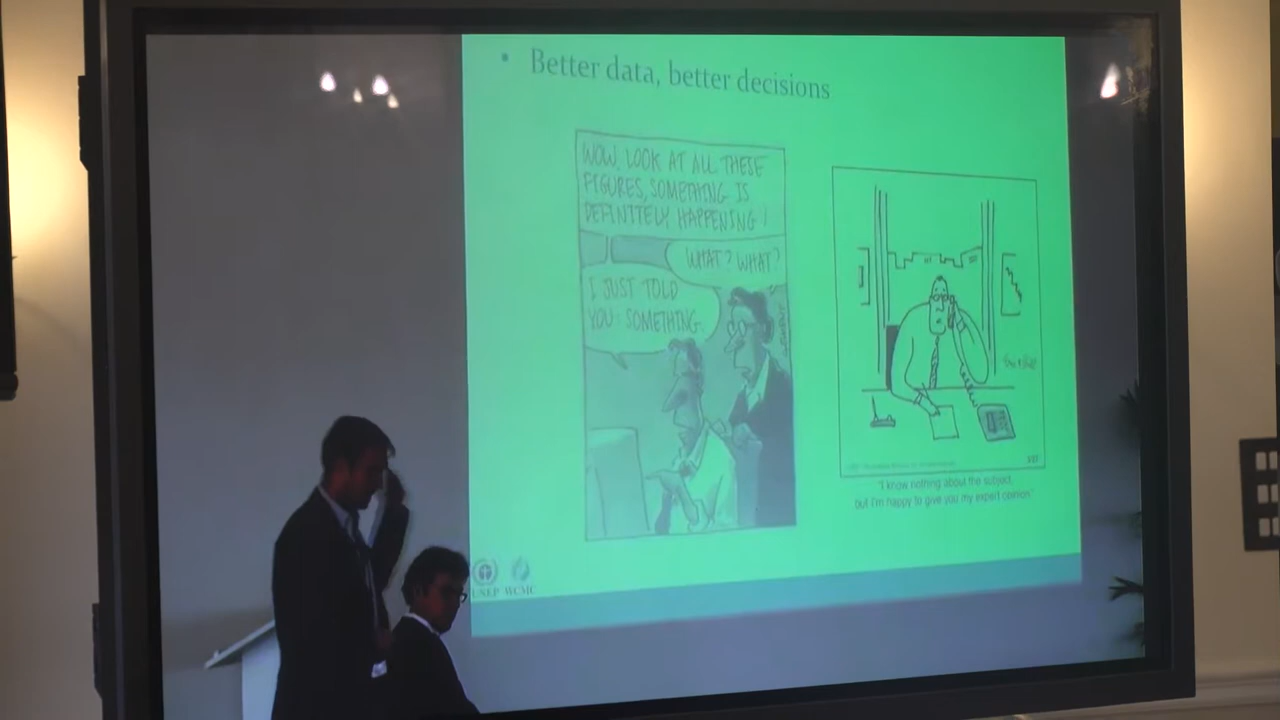 • Better data, better decisions
WOW. LOOK AT ALL THESE
FIGURES, SOMETHING IS
DEFINITELY HAPPENING!
WHAT? WHAT?
I JUST TOLD
YOU: SOMETHING.
"I know nothing about the subject,
but I'm happy to give you my expert opinion."
UNEP WCMC